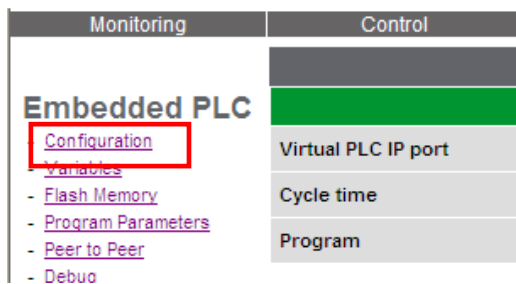 Monitoring
Control
Embedded PLC
- Configuration
- Variables
- Flash Memory
- Program Parameters
- Peer to Peer
- Debug
Virtual PLC IP port
Cycle time
Program